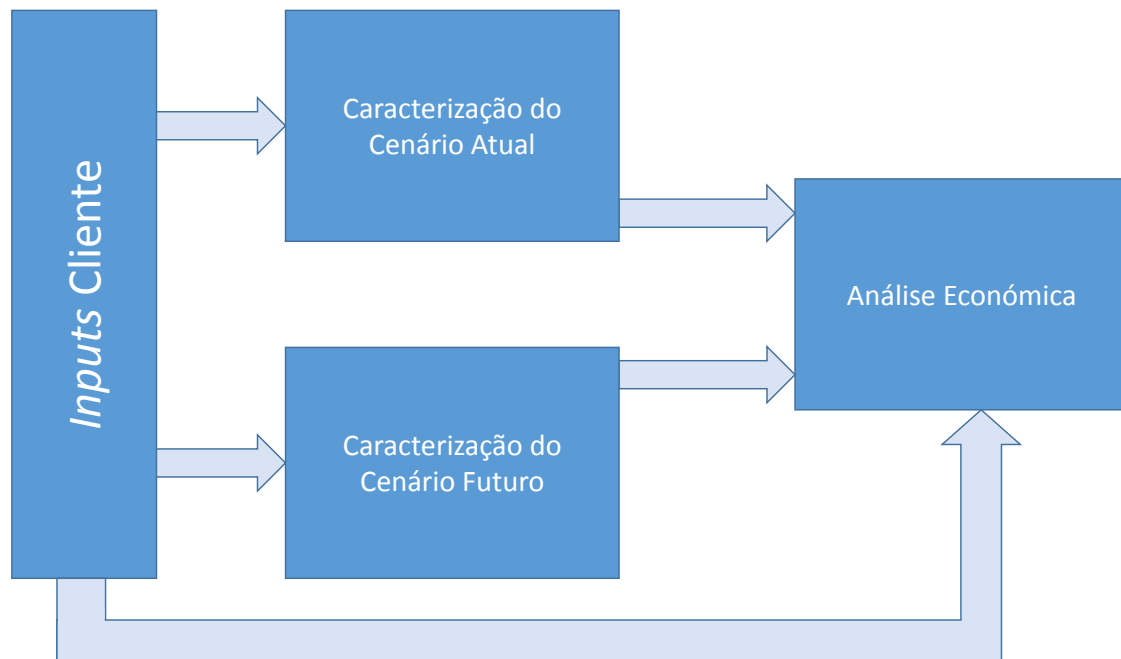 Inputs Cliente
Caracterização do
Cenário Atual
Análise Económica
Caracterização do
Cenário Futuro